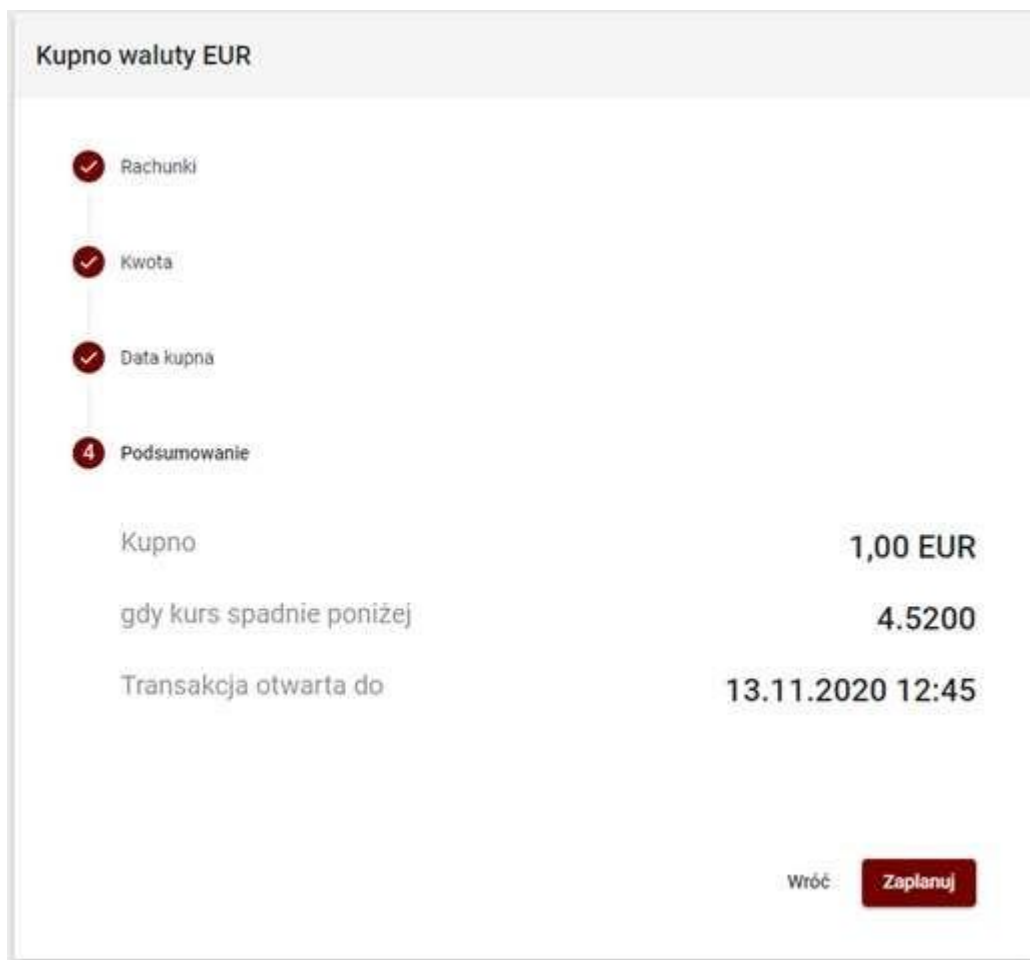 Kupno waluty EUR
Rachunki
Kwota
Data kupna
4 Podsumowanie
Kupno 1,00 EUR
gdy kurs spadnie poniżej 4.5200
Transakcja otwarta do 13.11.2020 12:45
Wróć Zaplanuj